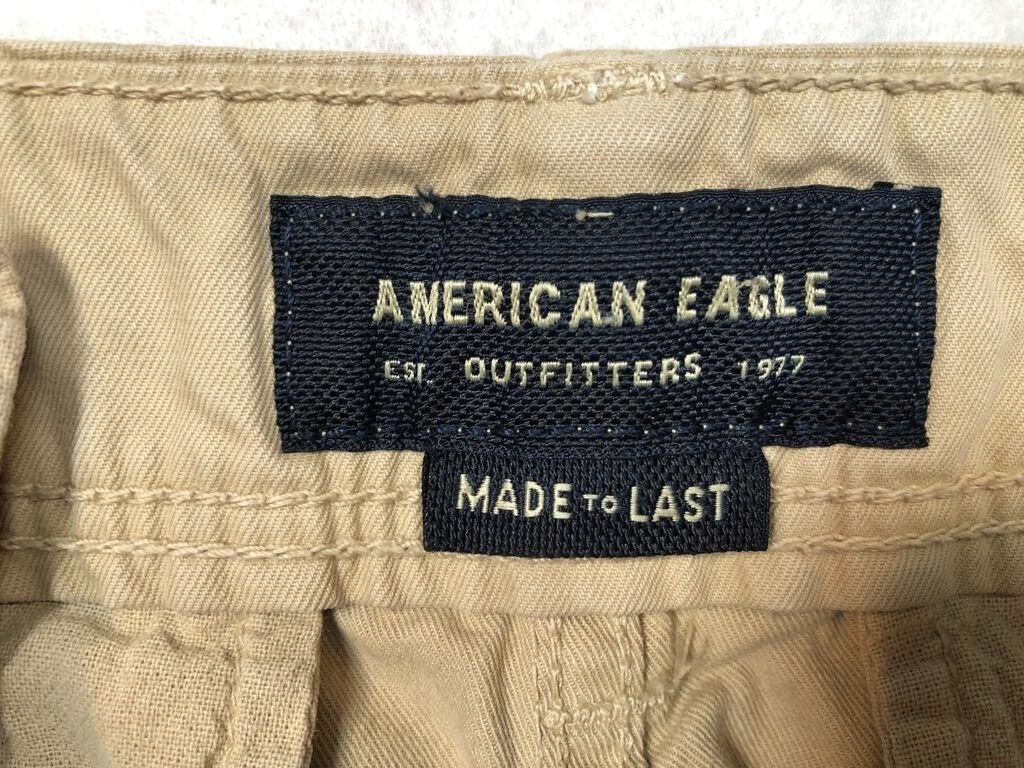 AMERICAN EAGLE
EST. OUTFITTERS 1977
MADE TO LAST